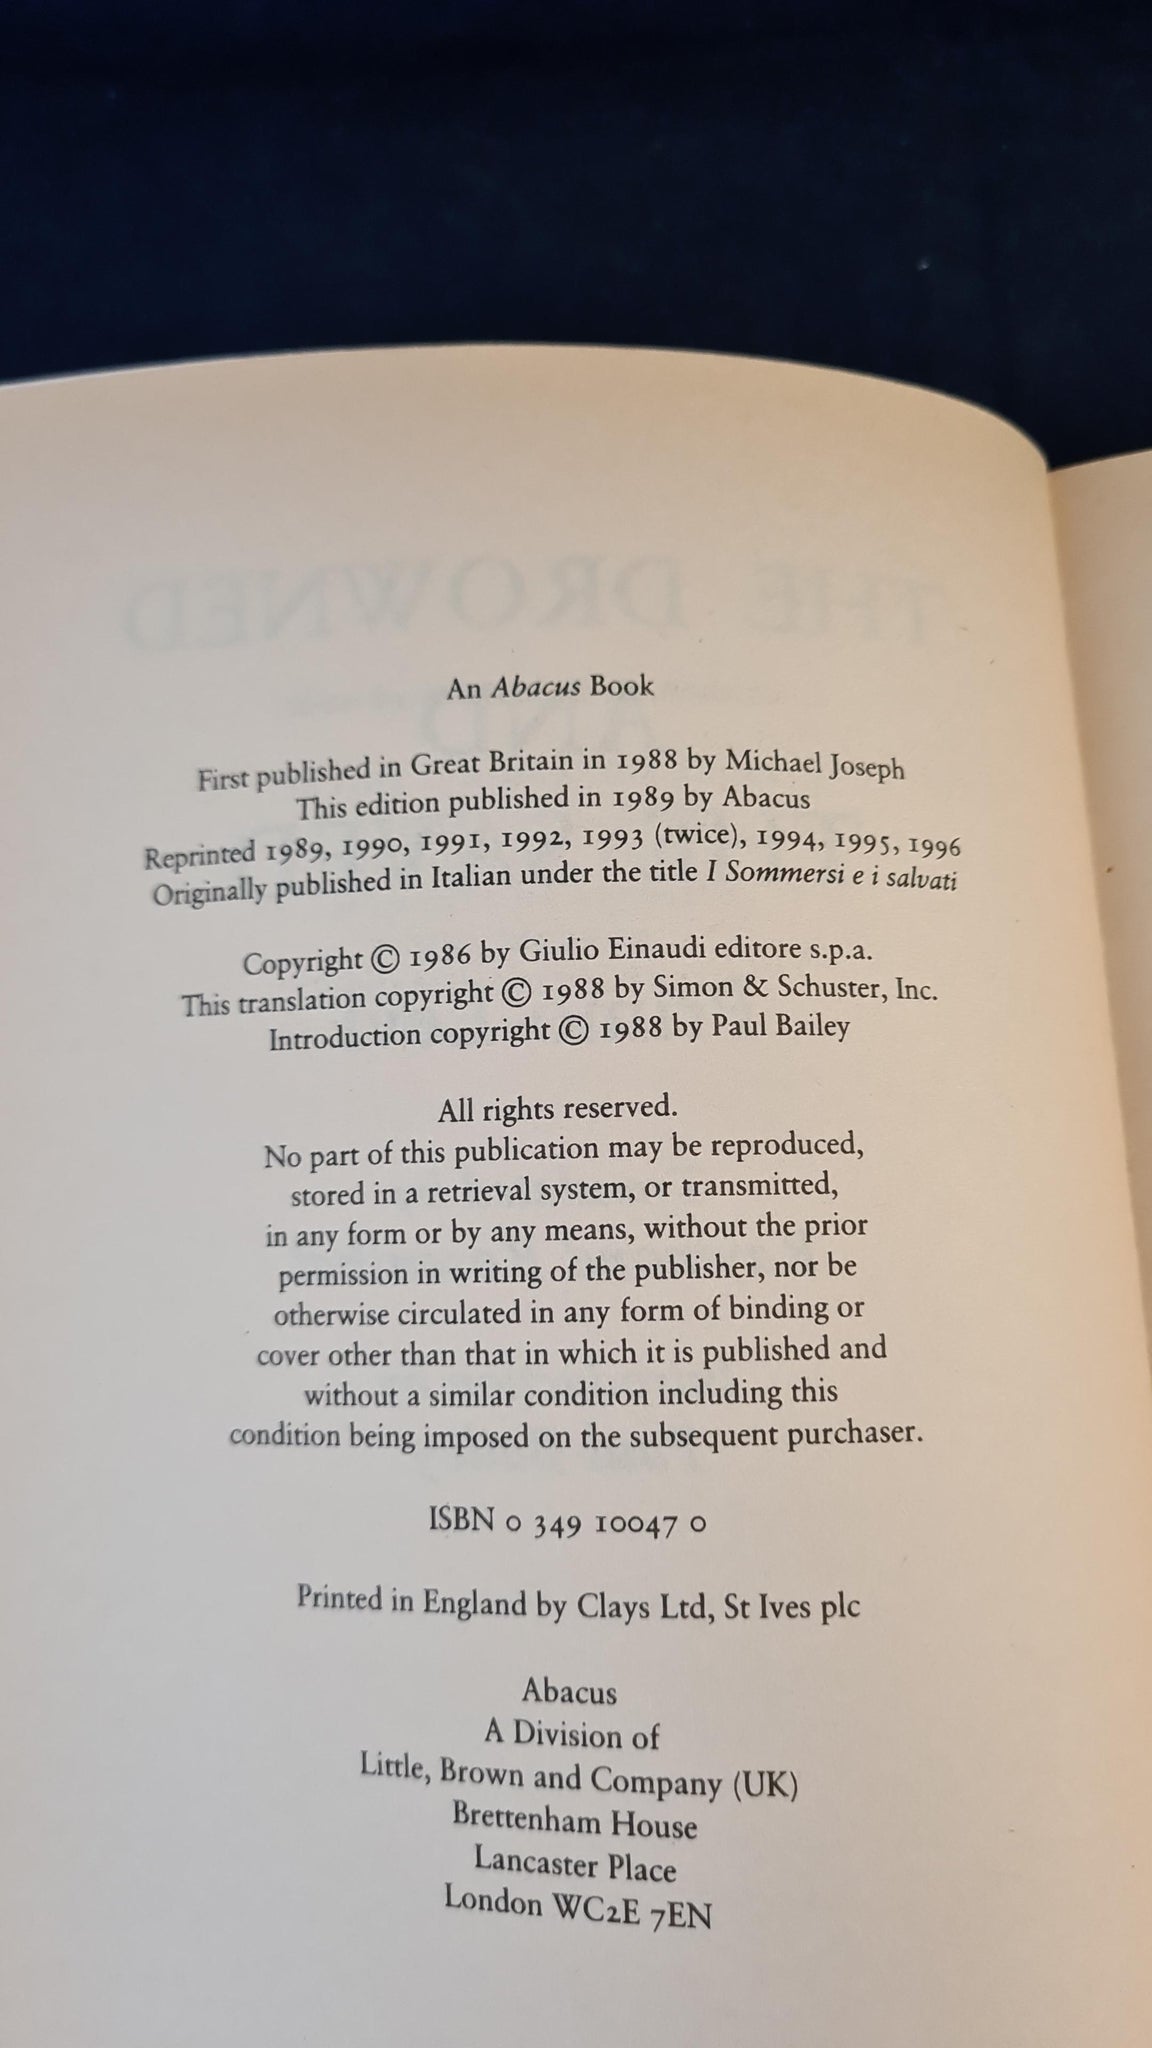 THE DROWNED
AND
An Abacus Book
First published in Great Britain in 1988 by Michael Joseph
This edition published in 1989 by Abacus
Reprinted 1989, 1990, 1991, 1992, 1993 (twice), 1994, 1995, 1996
Originally published in Italian under the title I Sommersi e i salvati
Copyright © 1986 by Giulio Einaudi editore s.p.a.
This translation copyright © 1988 by Simon & Schuster, Inc.
Introduction copyright © 1988 by Paul Bailey
All rights reserved.
No part of this publication may be reproduced,
stored in a retrieval system, or transmitted,
in any form or by any means, without the prior
permission in writing of the publisher, nor be
otherwise circulated in any form of binding or
cover other than that in which it is published and
without a similar condition including this
condition being imposed on the subsequent purchaser.
ISBN 0 349 10047 0
Printed in England by Clays Ltd, St Ives plc
Abacus
A Division of
Little, Brown and Company (UK)
Brettenham House
Lancaster Place
London WC2E 7EN